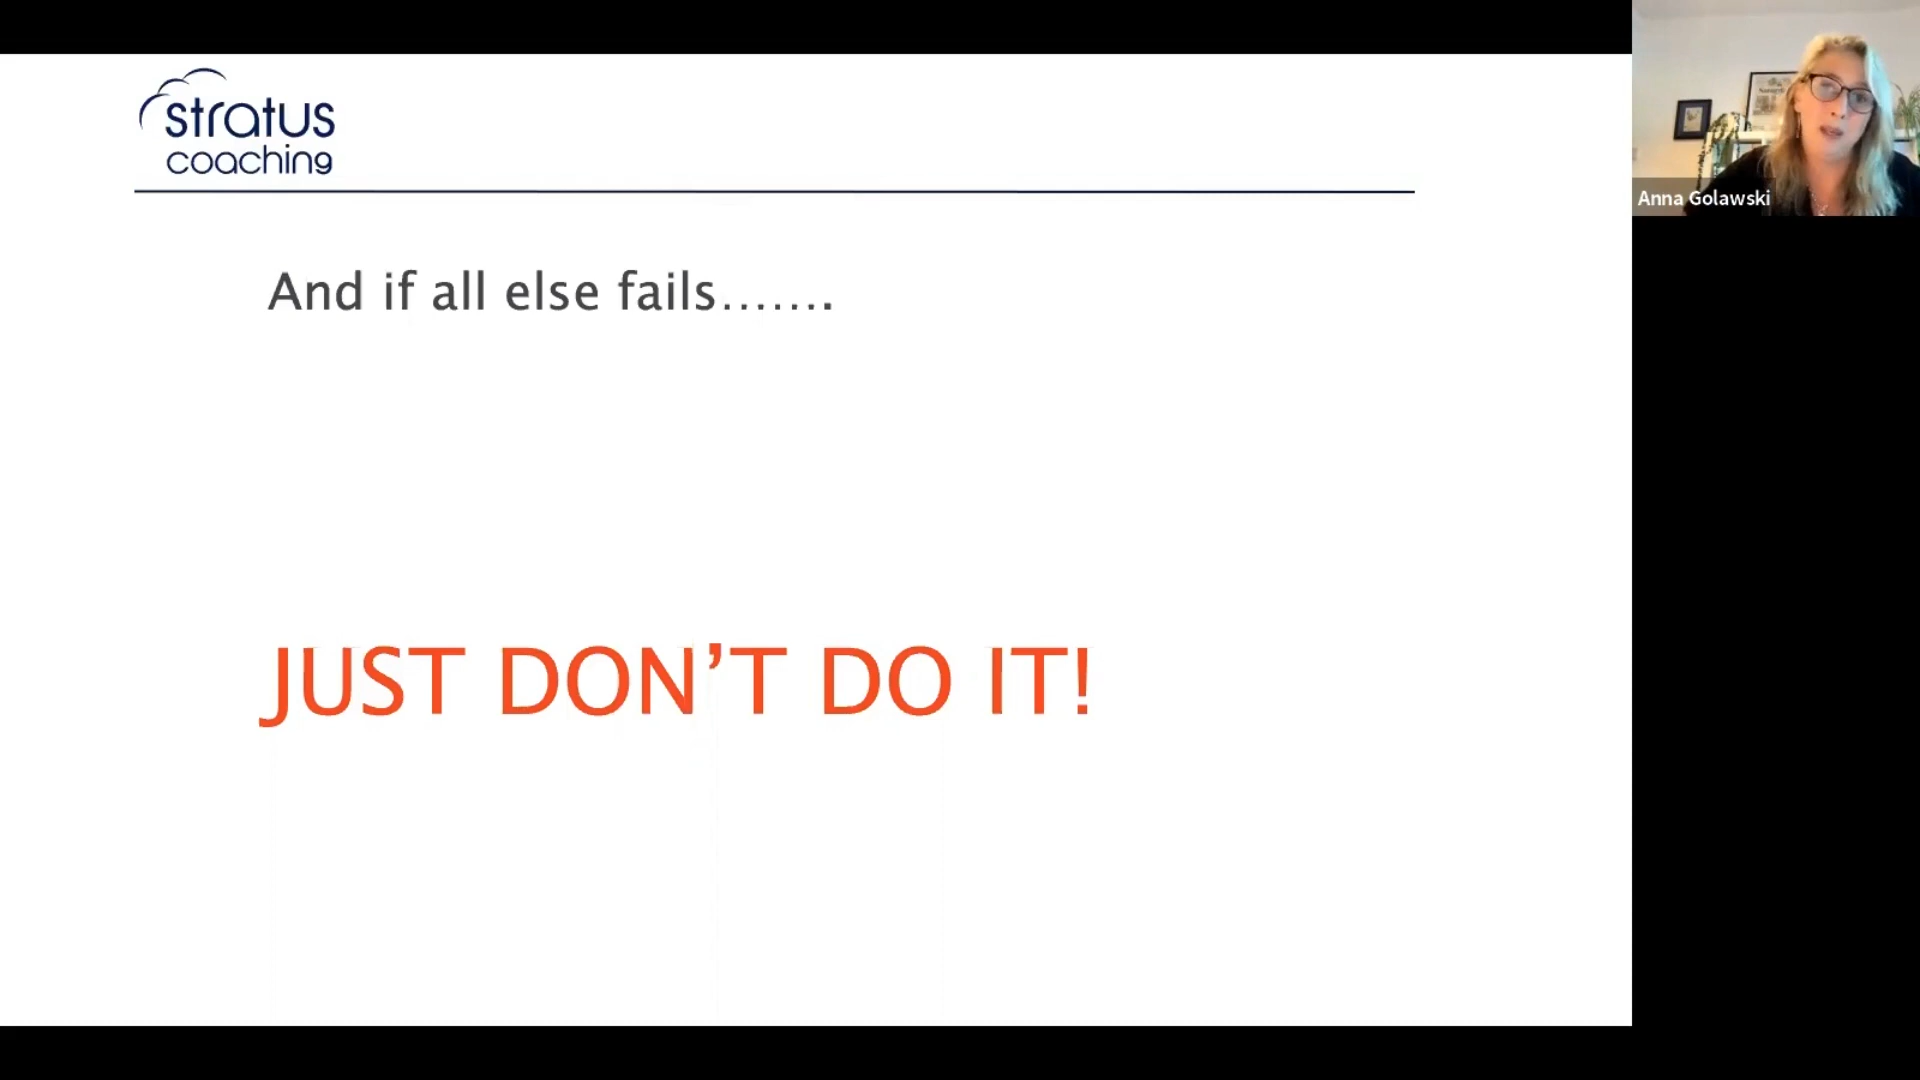 stratus
coaching
And if all else fails.......
JUST DON’T DO IT!
Anna Golawski